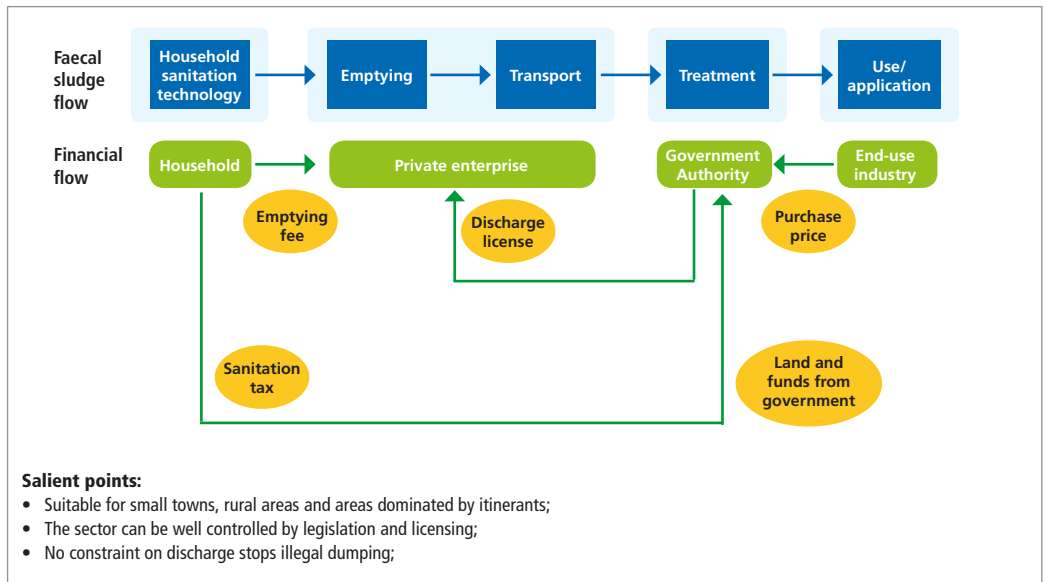 Faecal
sludge
flow
Household
sanitation
technology
Emptying
Transport
Treatment
Use/
application
Financial
flow
Household
Private enterprise
Government
Authority
End-use
industry
Emptying
fee
Discharge
license
Purchase
price
Sanitation
tax
Land and
funds from
government
Salient points:
• Suitable for small towns, rural areas and areas dominated by itinerants;
• The sector can be well controlled by legislation and licensing;
• No constraint on discharge stops illegal dumping;